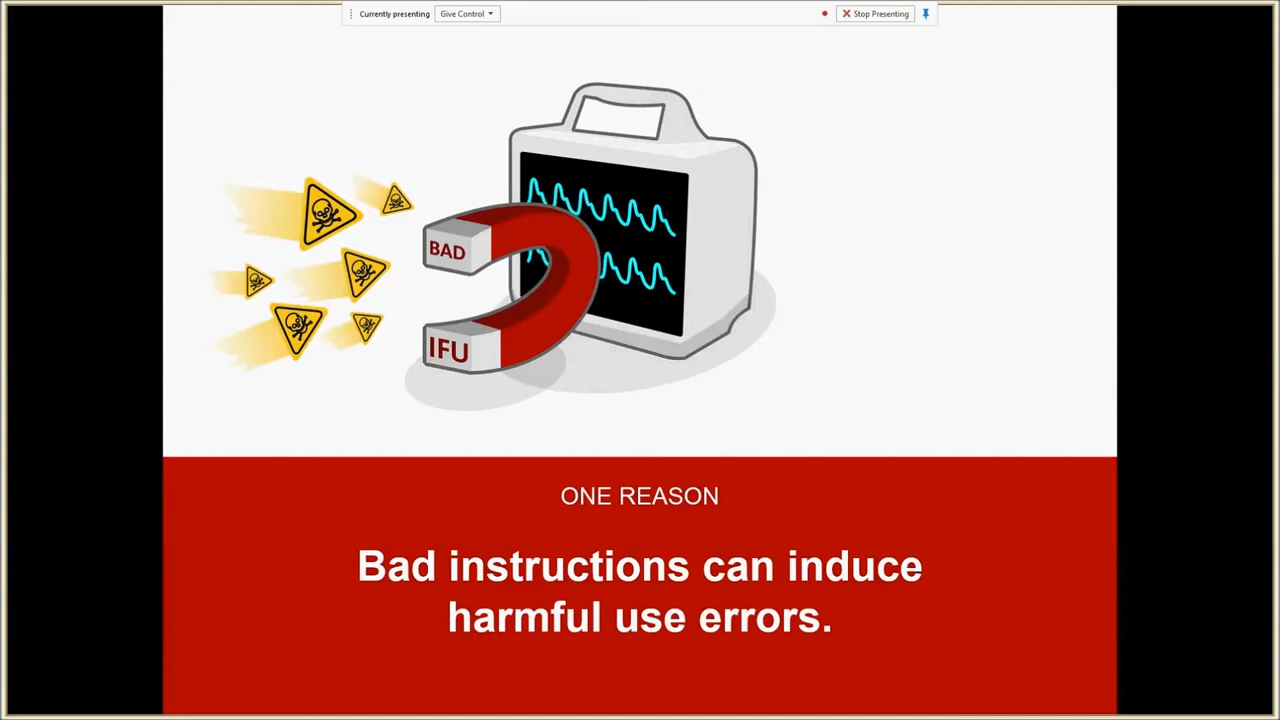 Currently presenting
Give Control
Stop Presenting
BAD
IFU
ONE REASON
Bad instructions can induce
harmful use errors.